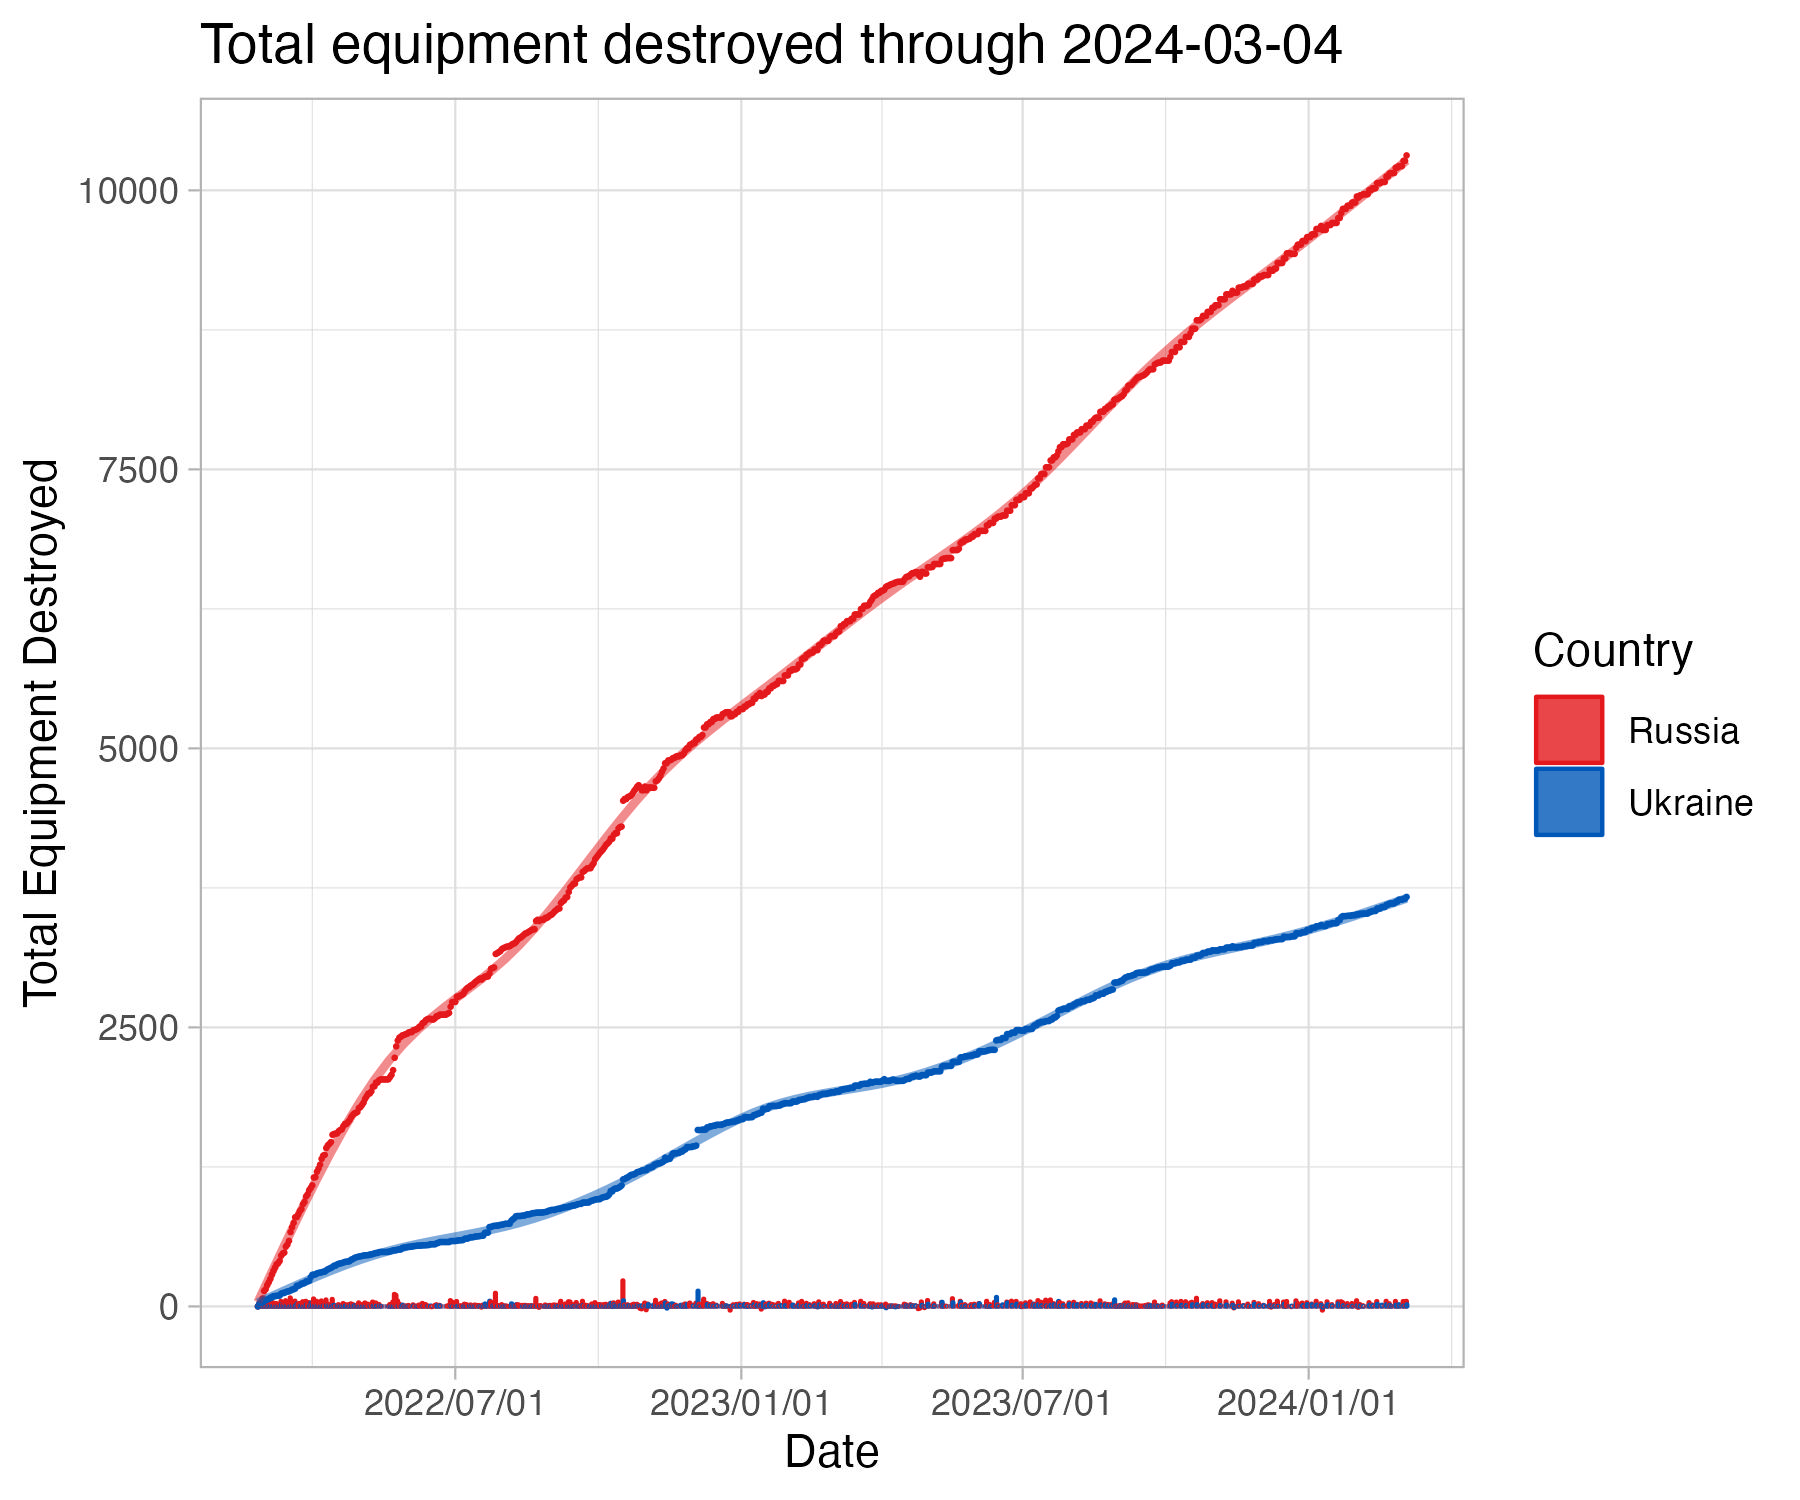 Total equipment destroyed through 2024-03-04
Total Equipment Destroyed
10000
7500
5000
2500
0
2022/07/01
2023/01/01
2023/07/01
2024/01/01
Date
Country
Russia
Ukraine